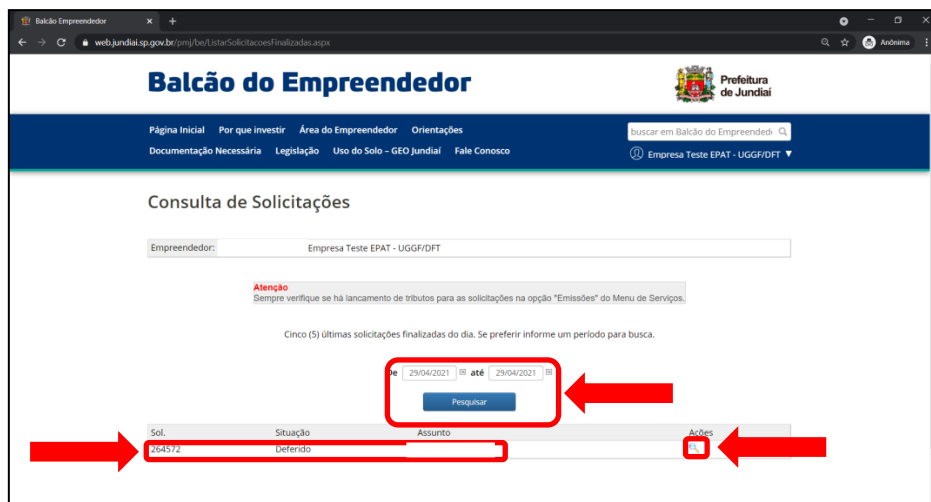 Balcão Empreendedor
web.jundiai.sp.gov.br/pmj/be/ListarSolicitacoesFinalizadas.aspx
Anônima
Balcão do Empreendedor
Prefeitura
de Jundiaí
Página Inicial Por que investir Área do Empreendedor Orientações
buscar em Balcão do Empreended
Documentação Necessária Legislação Uso do Solo – GEO Jundiaí Fale Conosco
Empresa Teste EPAT - UGGF/DFT ▼
Consulta de Solicitações
Empreendedor: Empresa Teste EPAT - UGGF/DFT
Atenção
Sempre verifique se há lancamento de tributos para as solicitações na opção "Emissões" do Menu de Serviços.
Cinco (5) últimas solicitações finalizadas do dia. Se preferir informe um período para busca.
De 29/04/2021 até 29/04/2021
Pesquisar
Sol. Situação Assunto Ações
264572 Deferido